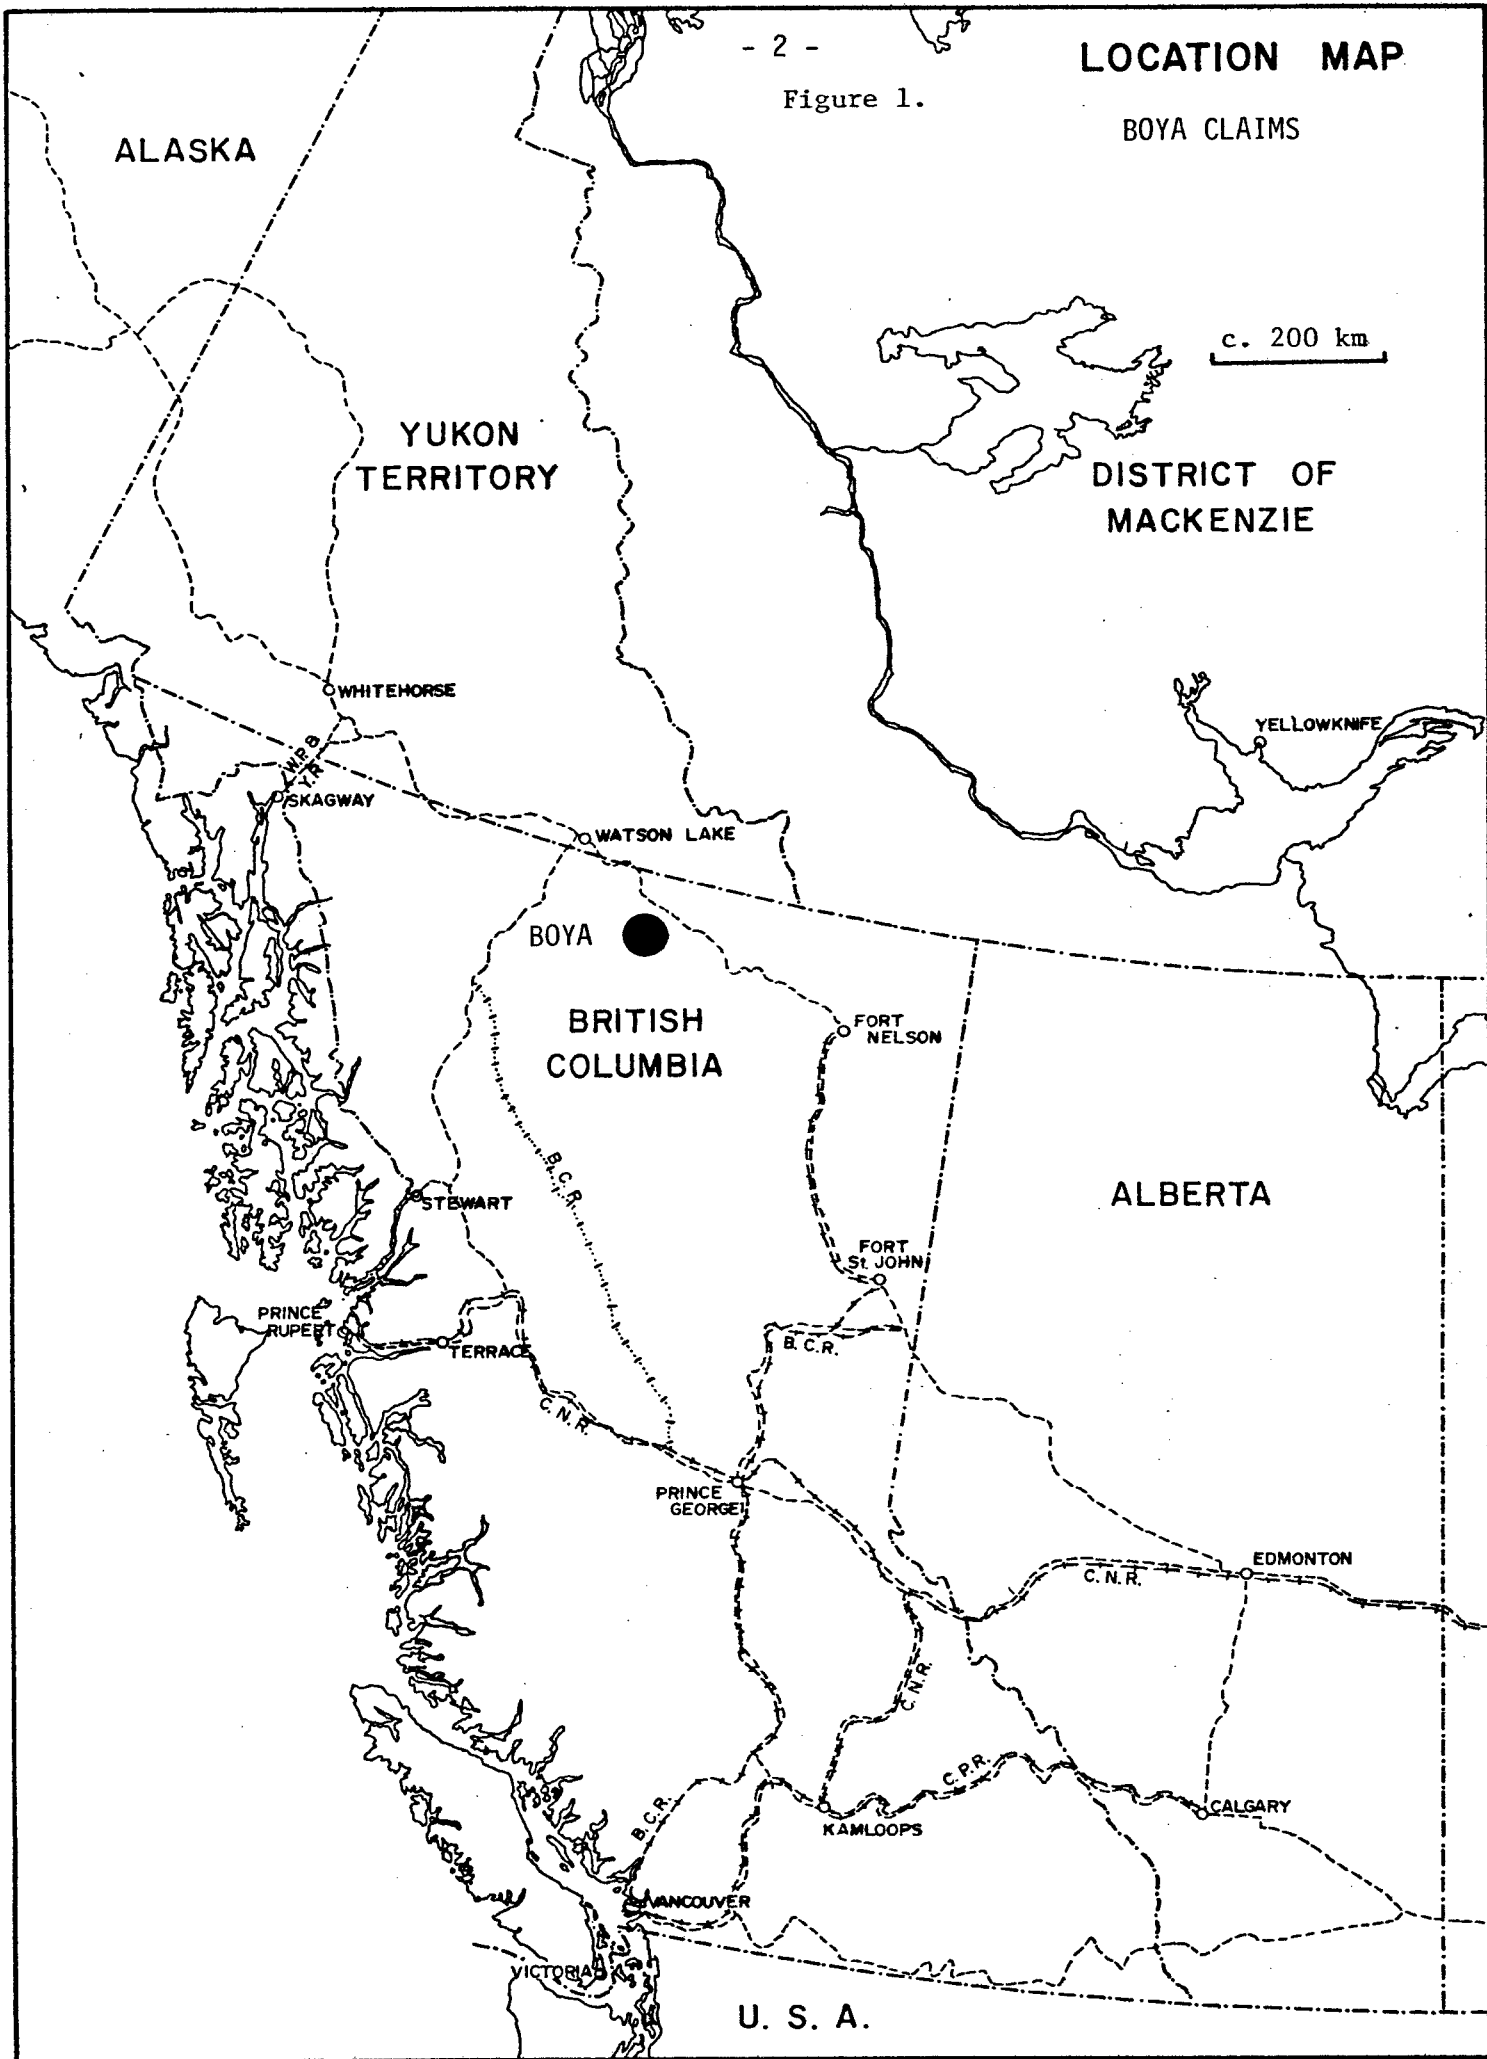 - 2 -
LOCATION MAP
Figure 1.
BOYA CLAIMS
ALASKA
c. 200 km
YUKON
TERRITORY
DISTRICT OF
MACKENZIE
WHITEHORSE
YELLOWKNIFE
W.P. &
Y.R.
SKAGWAY
WATSON LAKE
BOYA
BRITISH
COLUMBIA
FORT
NELSON
B.C.R.
STEWART
ALBERTA
FORT
St. JOHN
PRINCE
RUPERT
TERRACE
B.C.R.
C.N.R.
PRINCE
GEORGE
EDMONTON
C.N.R.
C.N.R.
C.P.R.
B.C.R.
KAMLOOPS
CALGARY
VANCOUVER
VICTORIA
U. S. A.